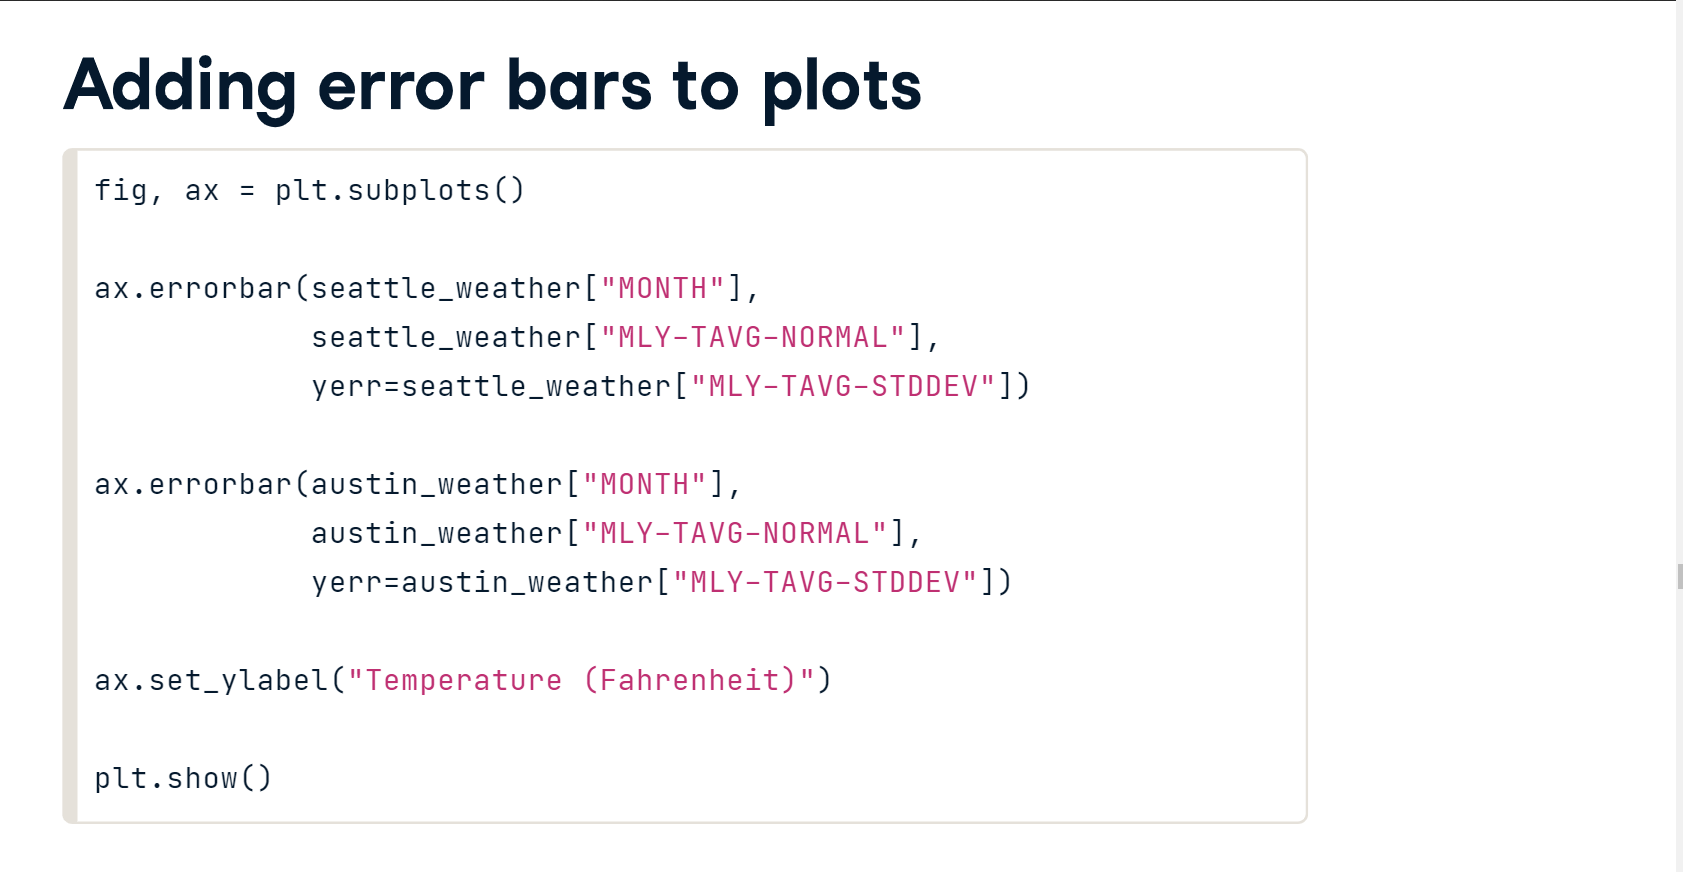 Adding error bars to plots
fig, ax = plt.subplots()
ax.errorbar(seattle_weather["MONTH"],
seattle_weather["MLY-TAVG-NORMAL"],
yerr=seattle_weather["MLY-TAVG-STDDEV"])
ax.errorbar(austin_weather["MONTH"],
austin_weather["MLY-TAVG-NORMAL"],
yerr=austin_weather["MLY-TAVG-STDDEV"])
ax.set_ylabel("Temperature (Fahrenheit)")
plt.show()